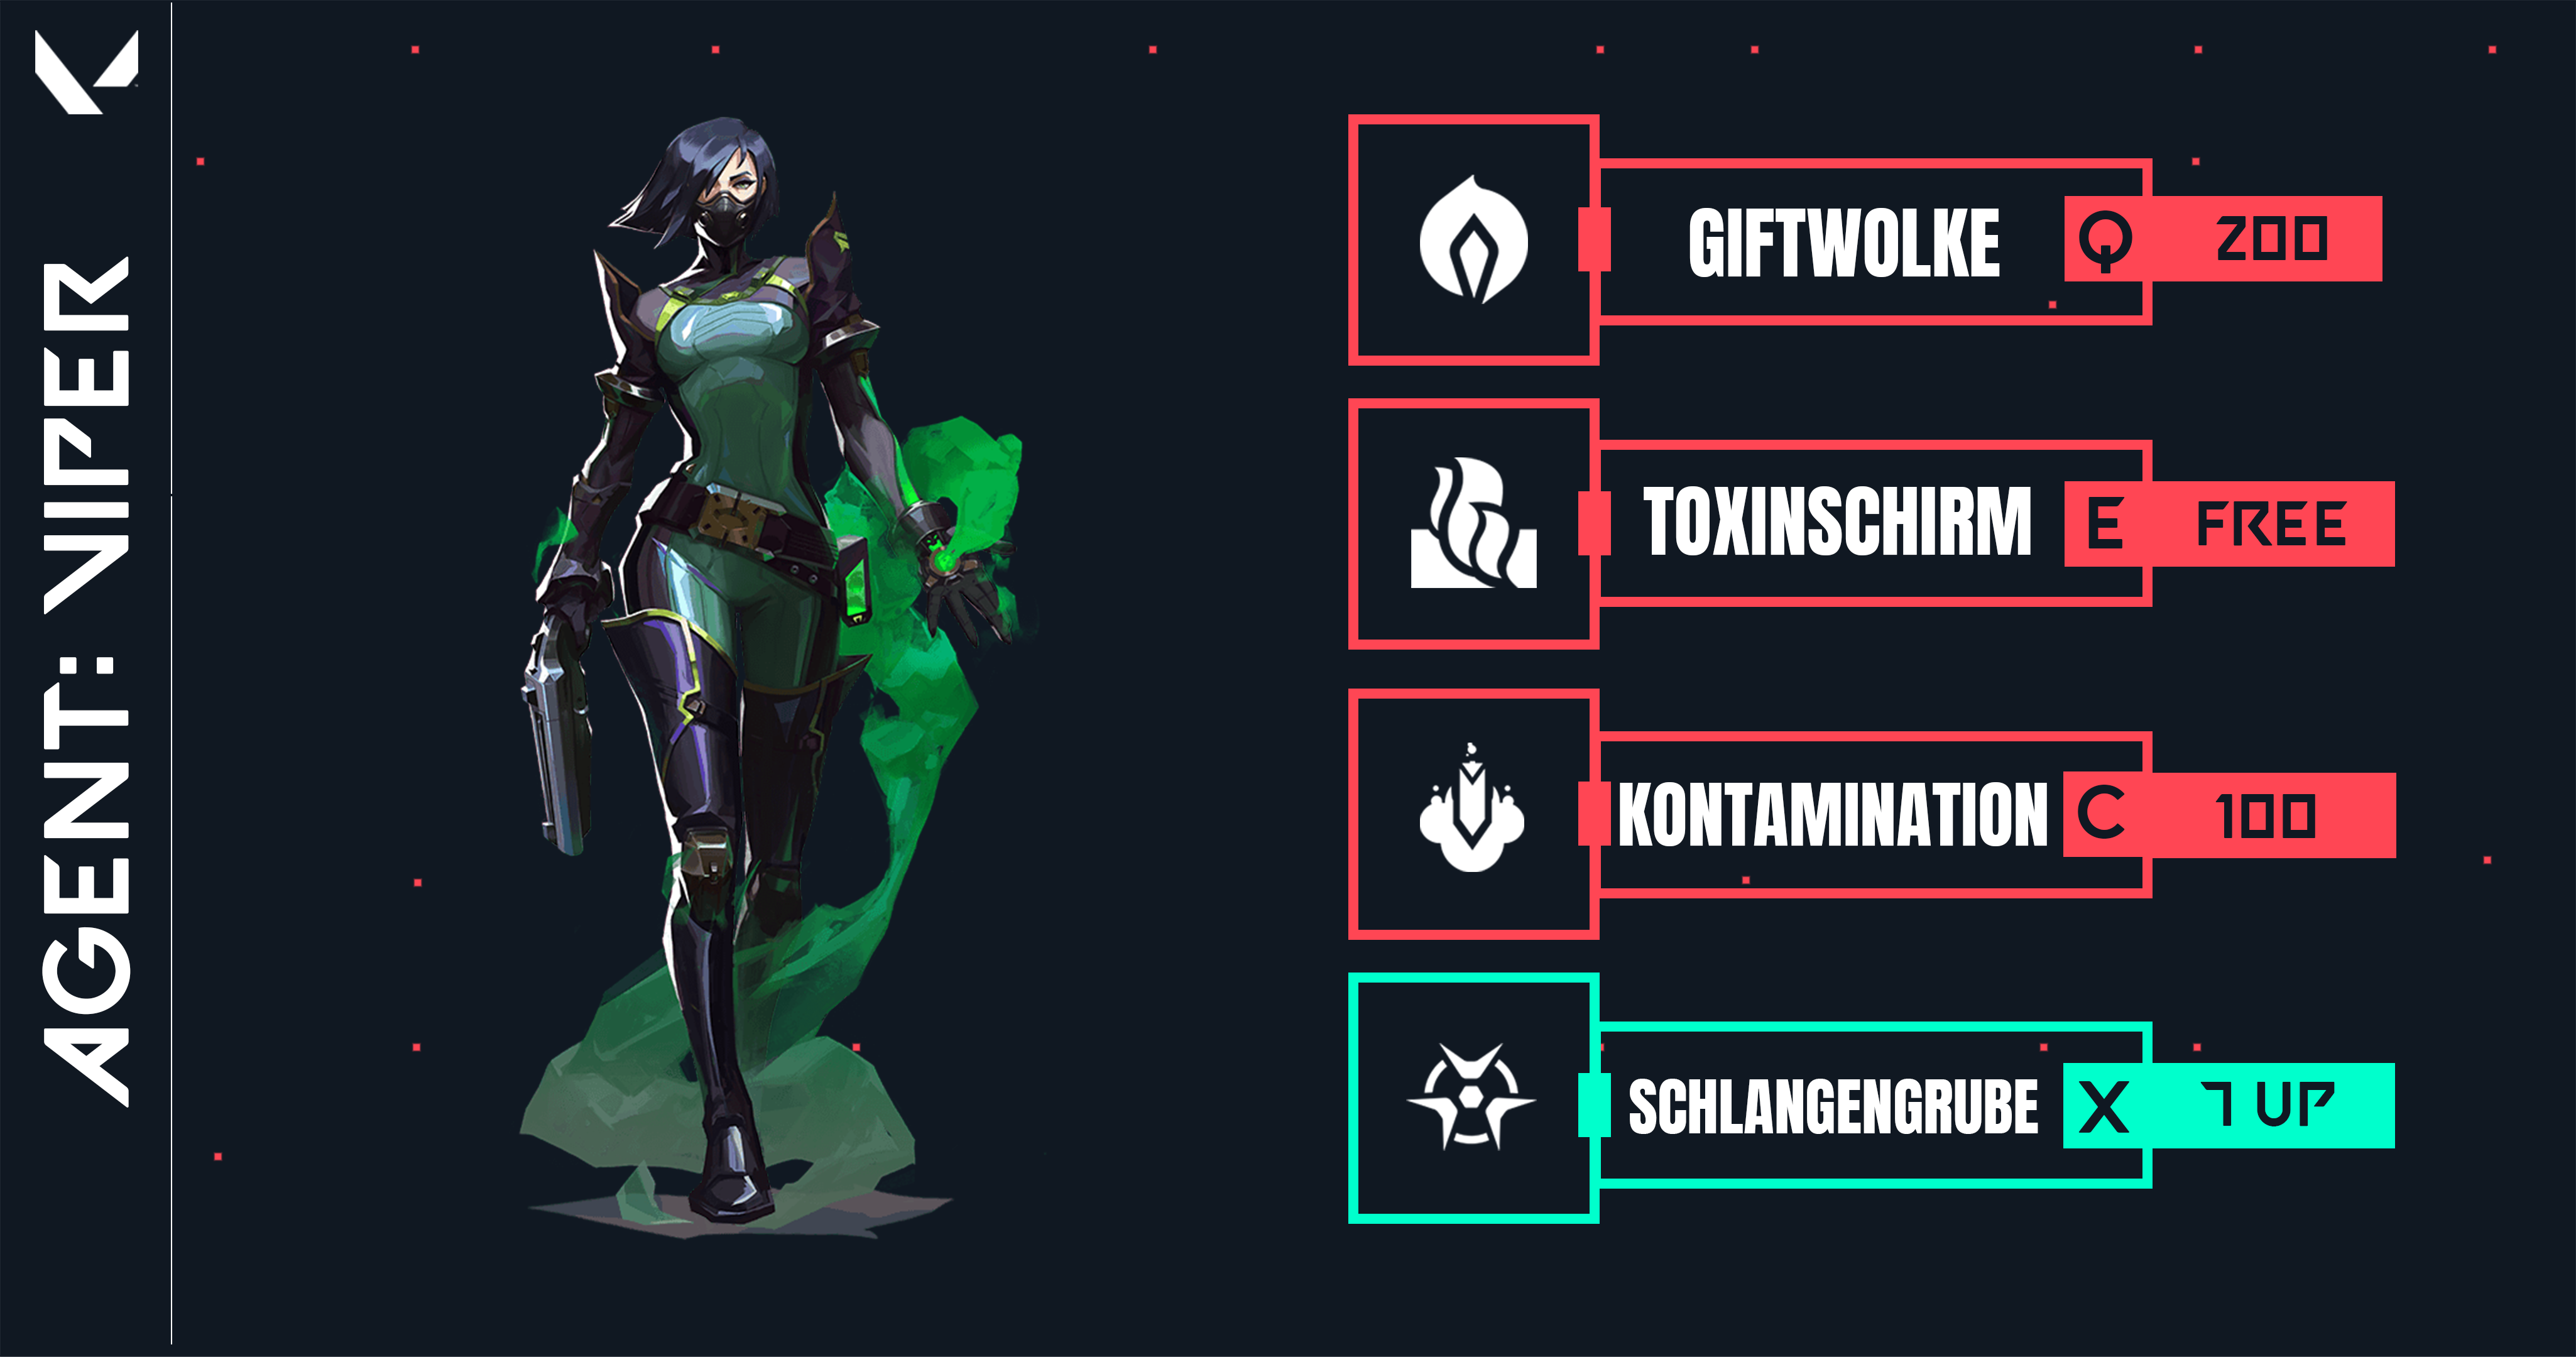 AGENT: VIPER
GIFTWOLKE Q 200
TOXINSCHIRM E FREE
KONTAMINATION C 100
SCHLANGENGRUBE X 7 UP